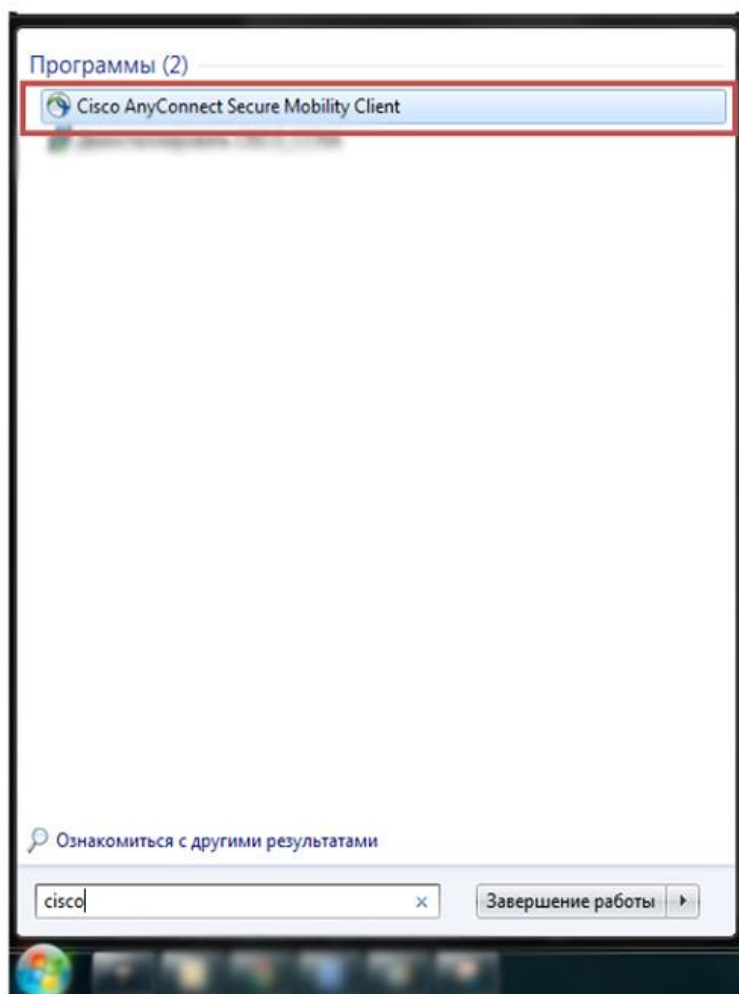 Программы (2)
Cisco AnyConnect Secure Mobility Client
Ознакомиться с другими результатами
cisco
Завершение работы